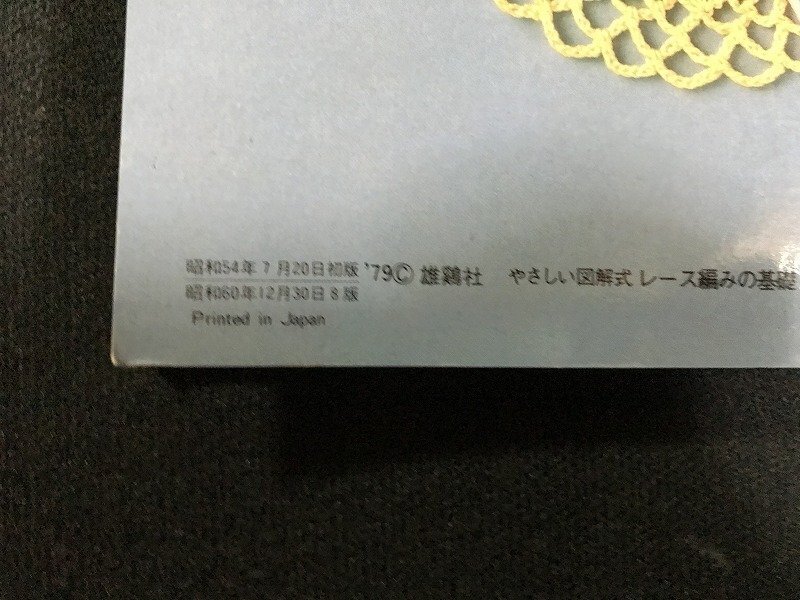 昭和54年7月20日初版 '79© 雄鶏社 やさしい図解式 レース編みの基礎
昭和60年12月30日8版
Printed in Japan